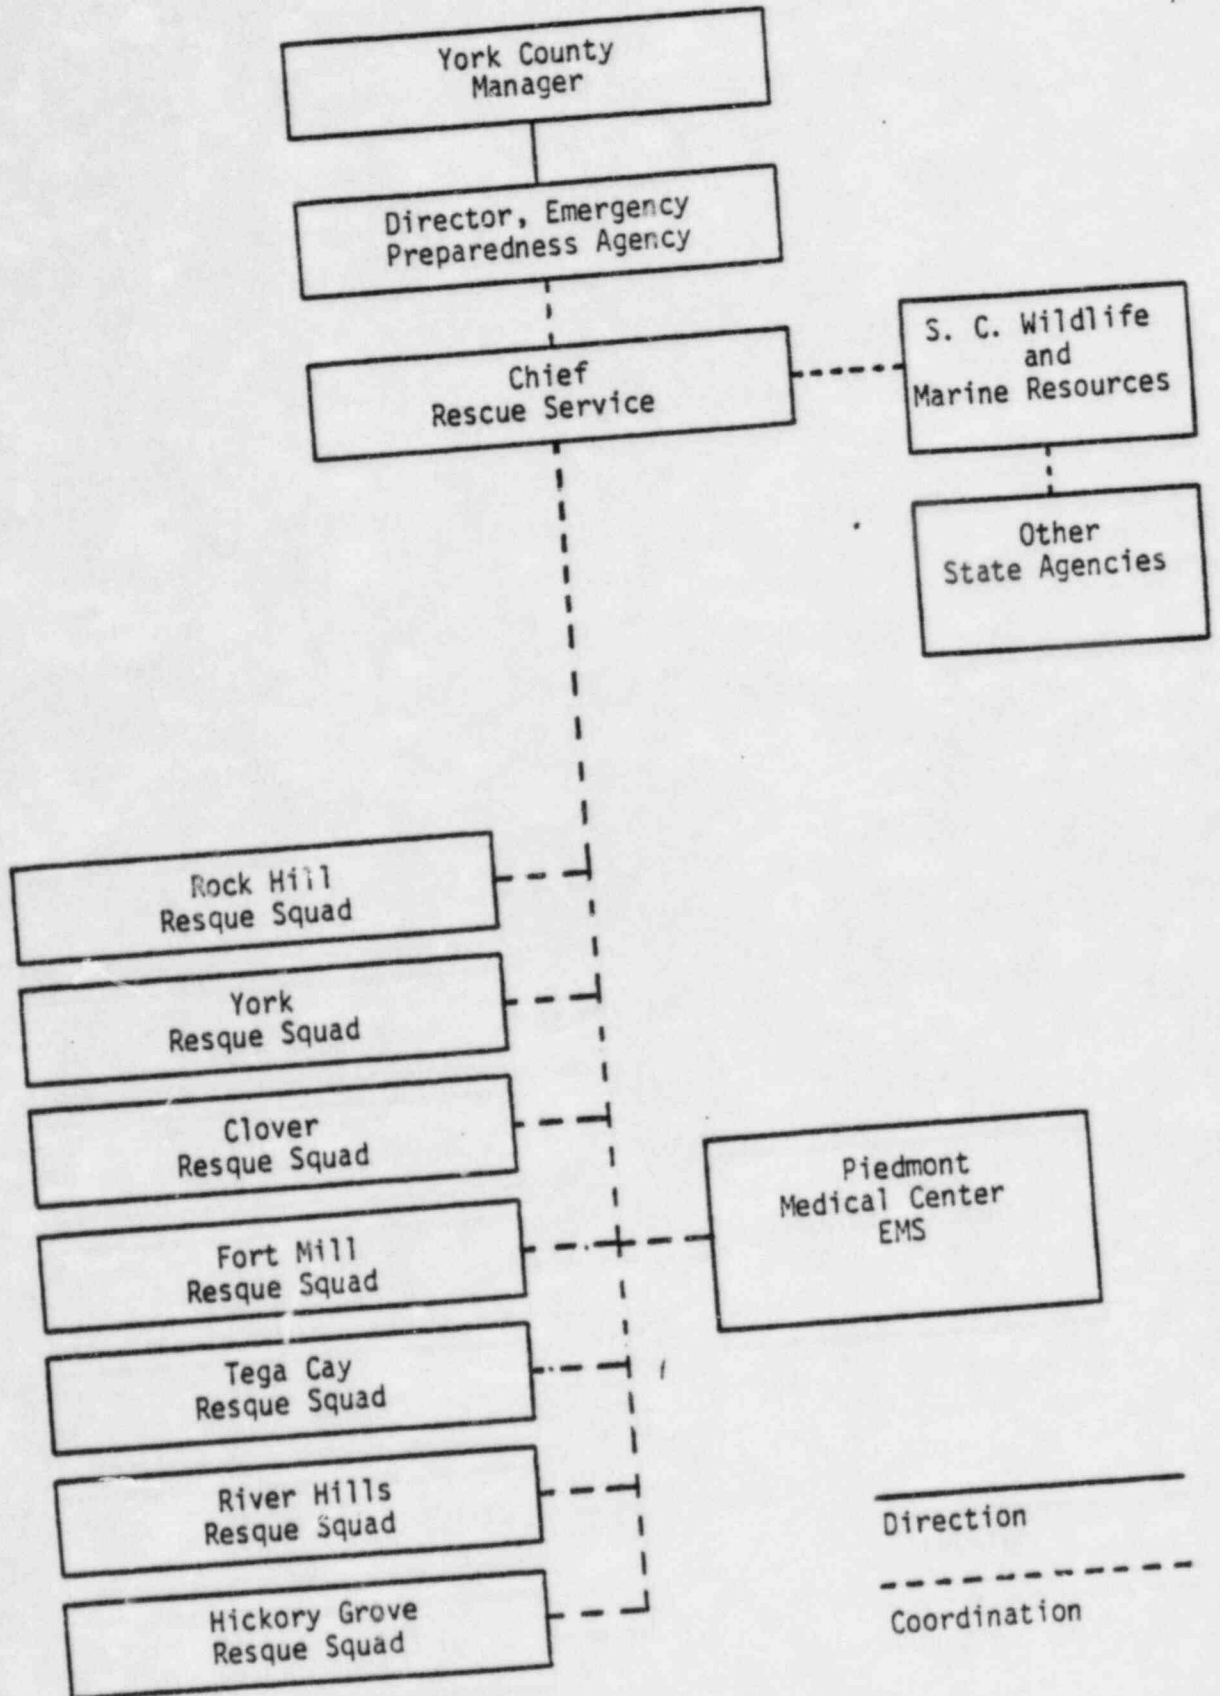 York County
Manager
Director, Emergency
Preparedness Agency
Chief
Rescue Service
S. C. Wildlife
and
Marine Resources
Other
State Agencies
Rock Hill
Resque Squad
York
Resque Squad
Clover
Resque Squad
Fort Mill
Resque Squad
Tega Cay
Resque Squad
River Hills
Resque Squad
Hickory Grove
Resque Squad
Piedmont
Medical Center
EMS
Direction
Coordination